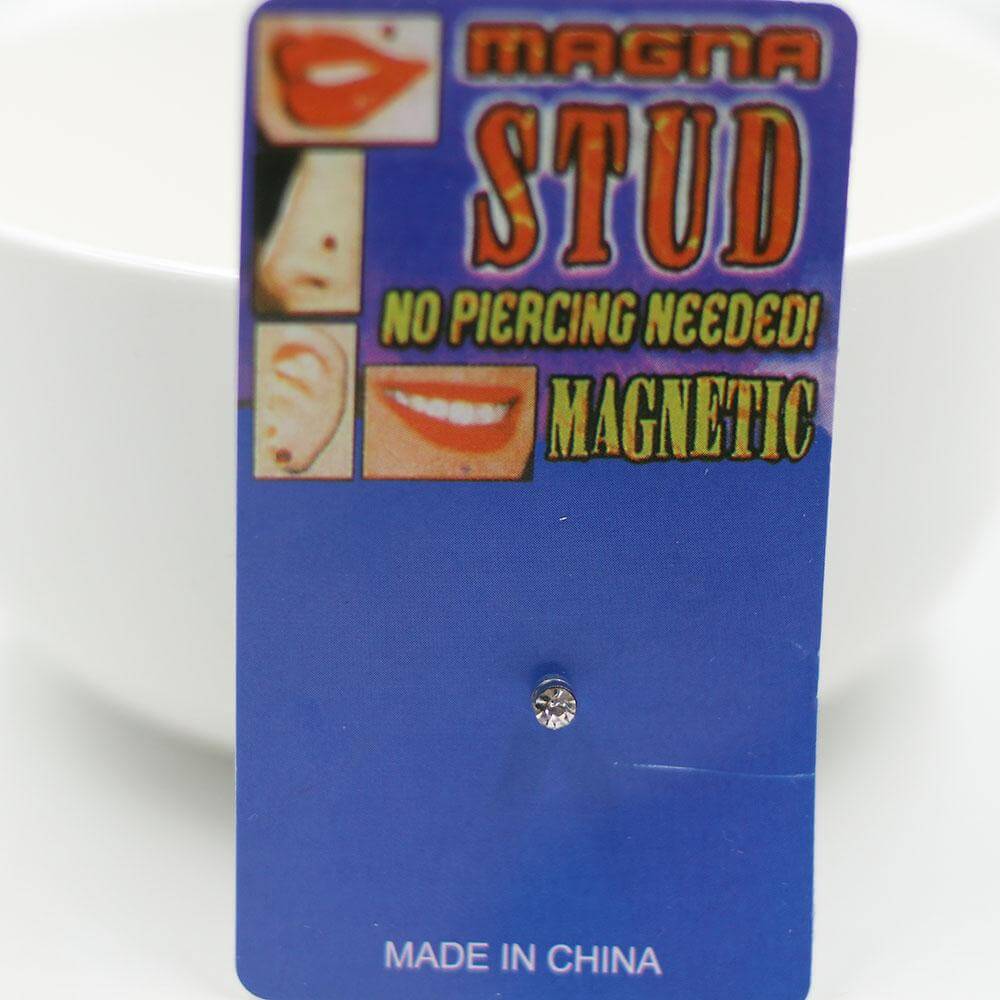 MAGNA
STUD
NO PIERCING NEEDED!
MAGNETIC
MADE IN CHINA